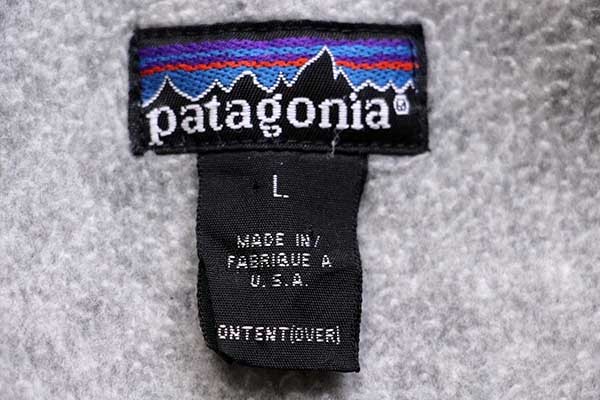 patagonia®
L
MADE IN/
FABRIQUE A
U.S.A.
ONTENT(OVER)